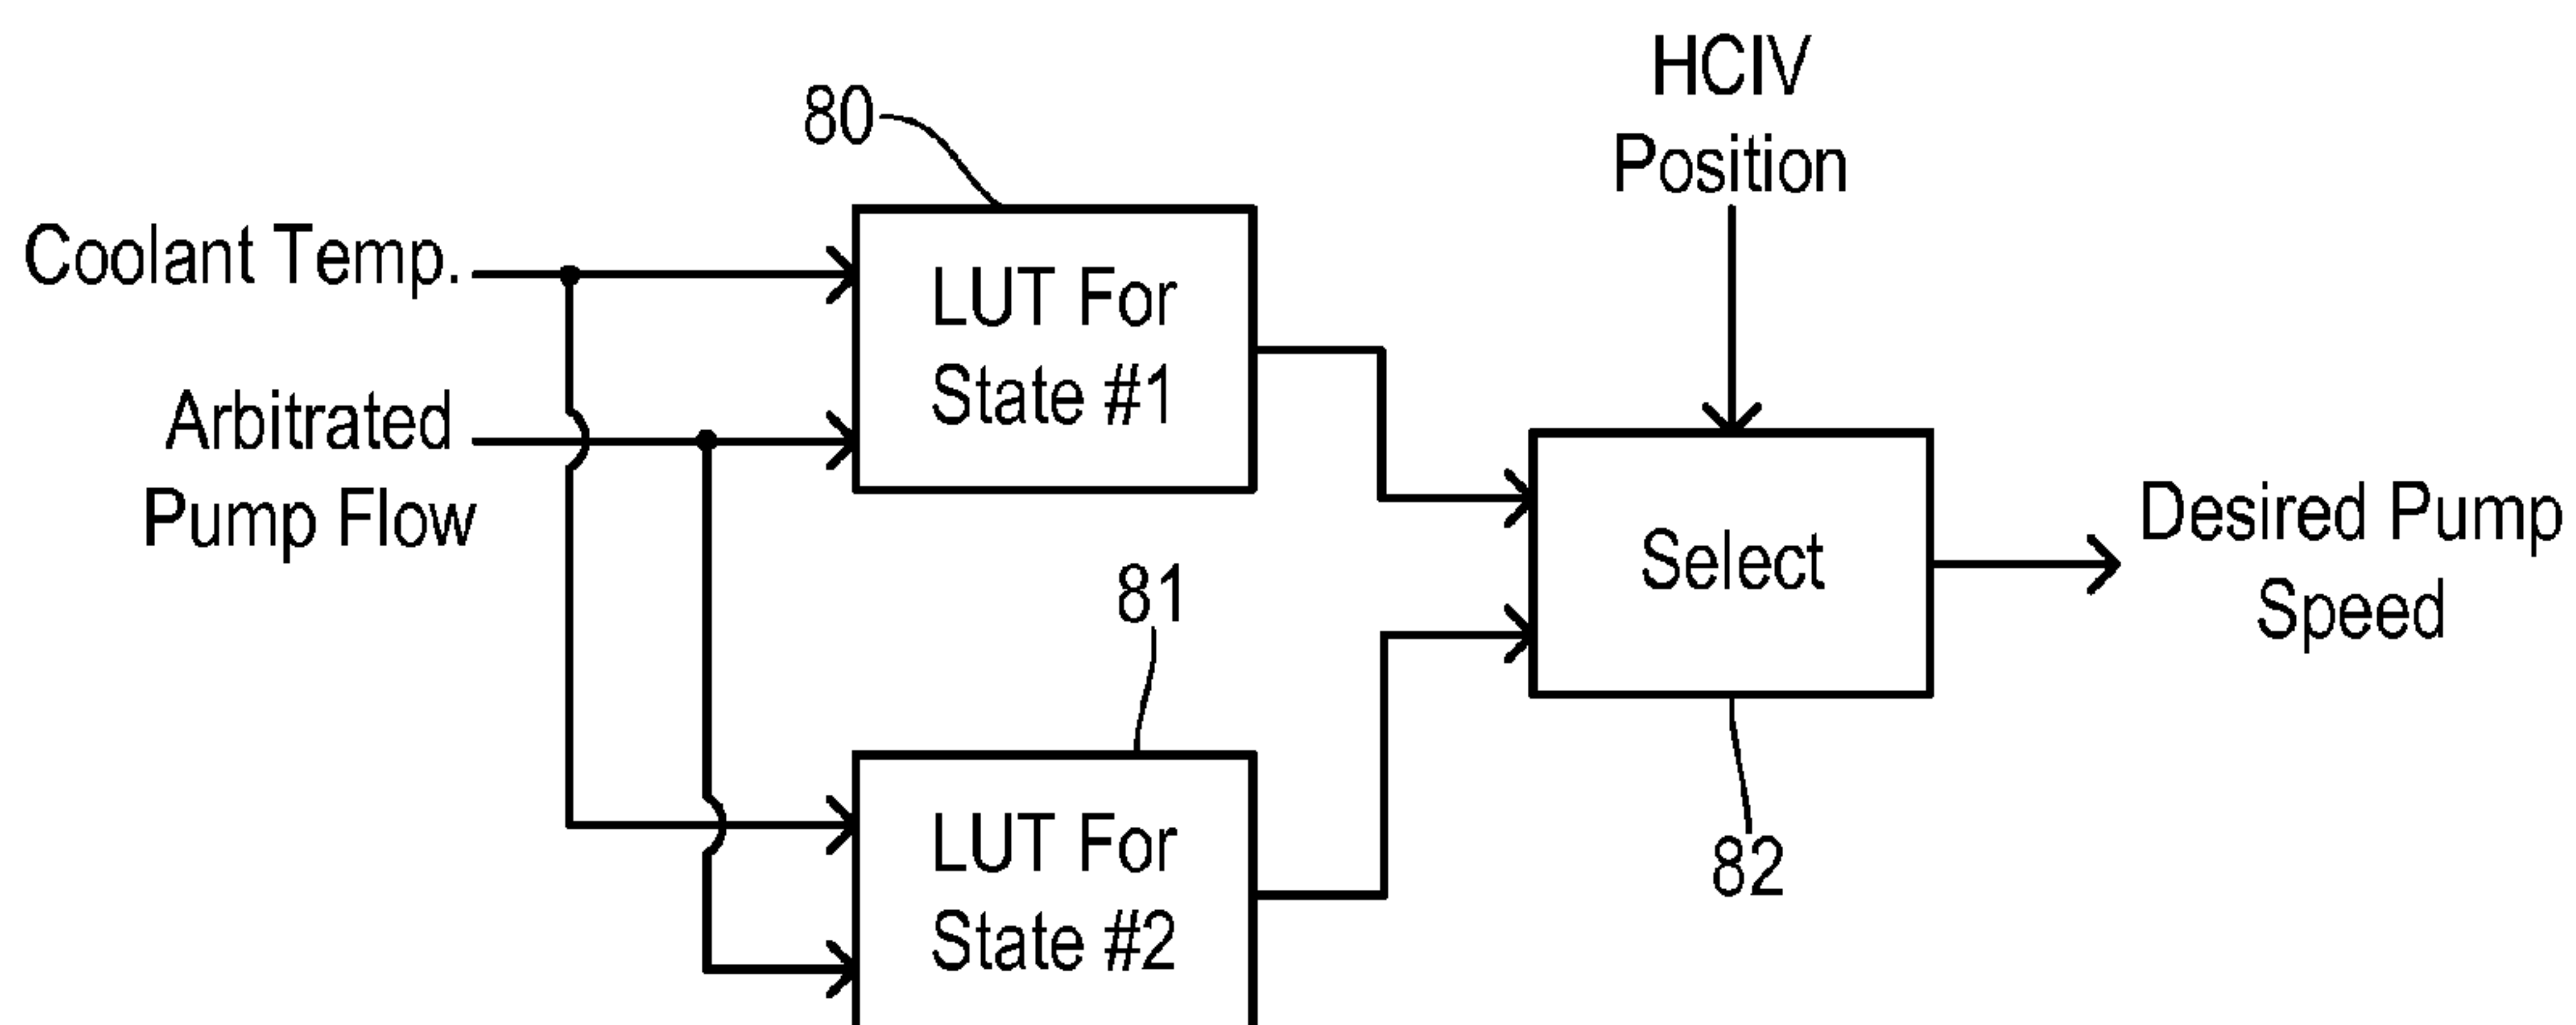 HCIV
Position
80
Coolant Temp.
LUT For
State #1
Arbitrated
Pump Flow
Select
Desired Pump
Speed
81
82
LUT For
State #2